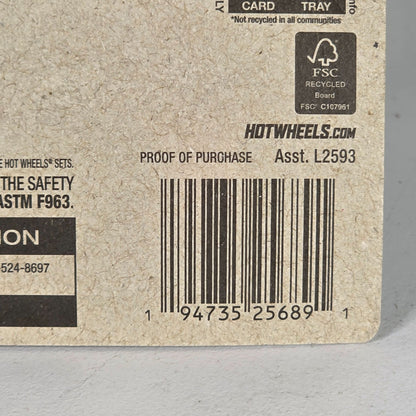 CARD TRAY
*Not recycled in all communities
FSC
RECYCLED
Board
FSC® C107961
HOTWHEELS.COM
PROOF OF PURCHASE Asst. L2593
HOT WHEELS® SETS.
THE SAFETY
ASTM F963.
524-8697
1 94735 25689 1